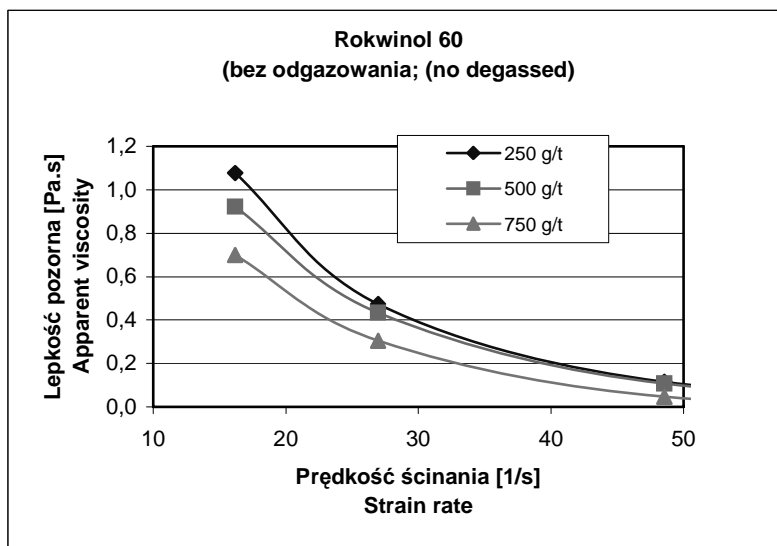 Rokwinol 60
(bez odgazowania; (no degassed)
Lepkość pozorna [Pa.s]
Apparent viscosity
1,2
1,0
0,8
0,6
0,4
0,2
0,0
250 g/t
500 g/t
750 g/t
10 20 30 40 50
Prędkość ścinania [1/s]
Strain rate